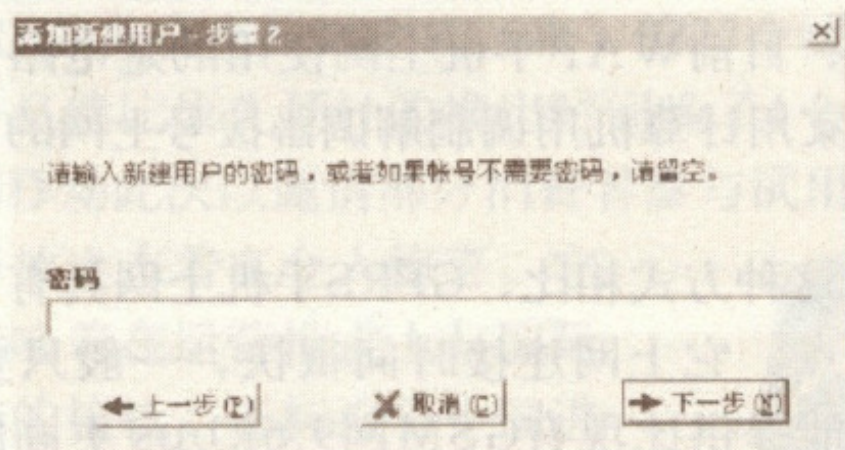 添加新建用户 - 步骤 2
请输入新建用户的密码，或者如果帐号不需要密码，请留空。
密码
上一步(P)
取消(C)
下一步(N)